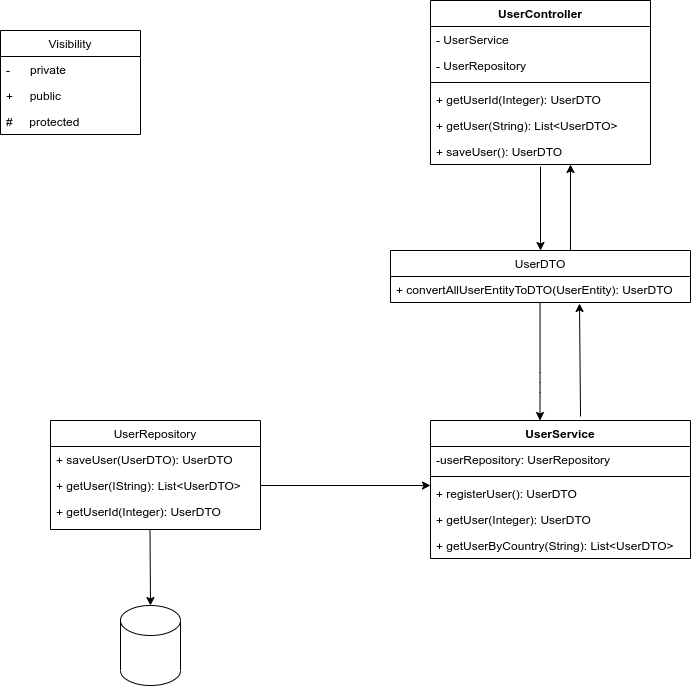 Visibility
- private
+ public
# protected
UserController
- UserService
- UserRepository
+ getUserId(Integer): UserDTO
+ getUser(String): List<UserDTO>
+ saveUser(): UserDTO
UserDTO
+ convertAllUserEntityToDTO(UserEntity): UserDTO
UserRepository
+ saveUser(UserDTO): UserDTO
+ getUser(IString): List<UserDTO>
+ getUserId(Integer): UserDTO
UserService
-userRepository: UserRepository
+ registerUser(): UserDTO
+ getUser(Integer): UserDTO
+ getUserByCountry(String): List<UserDTO>